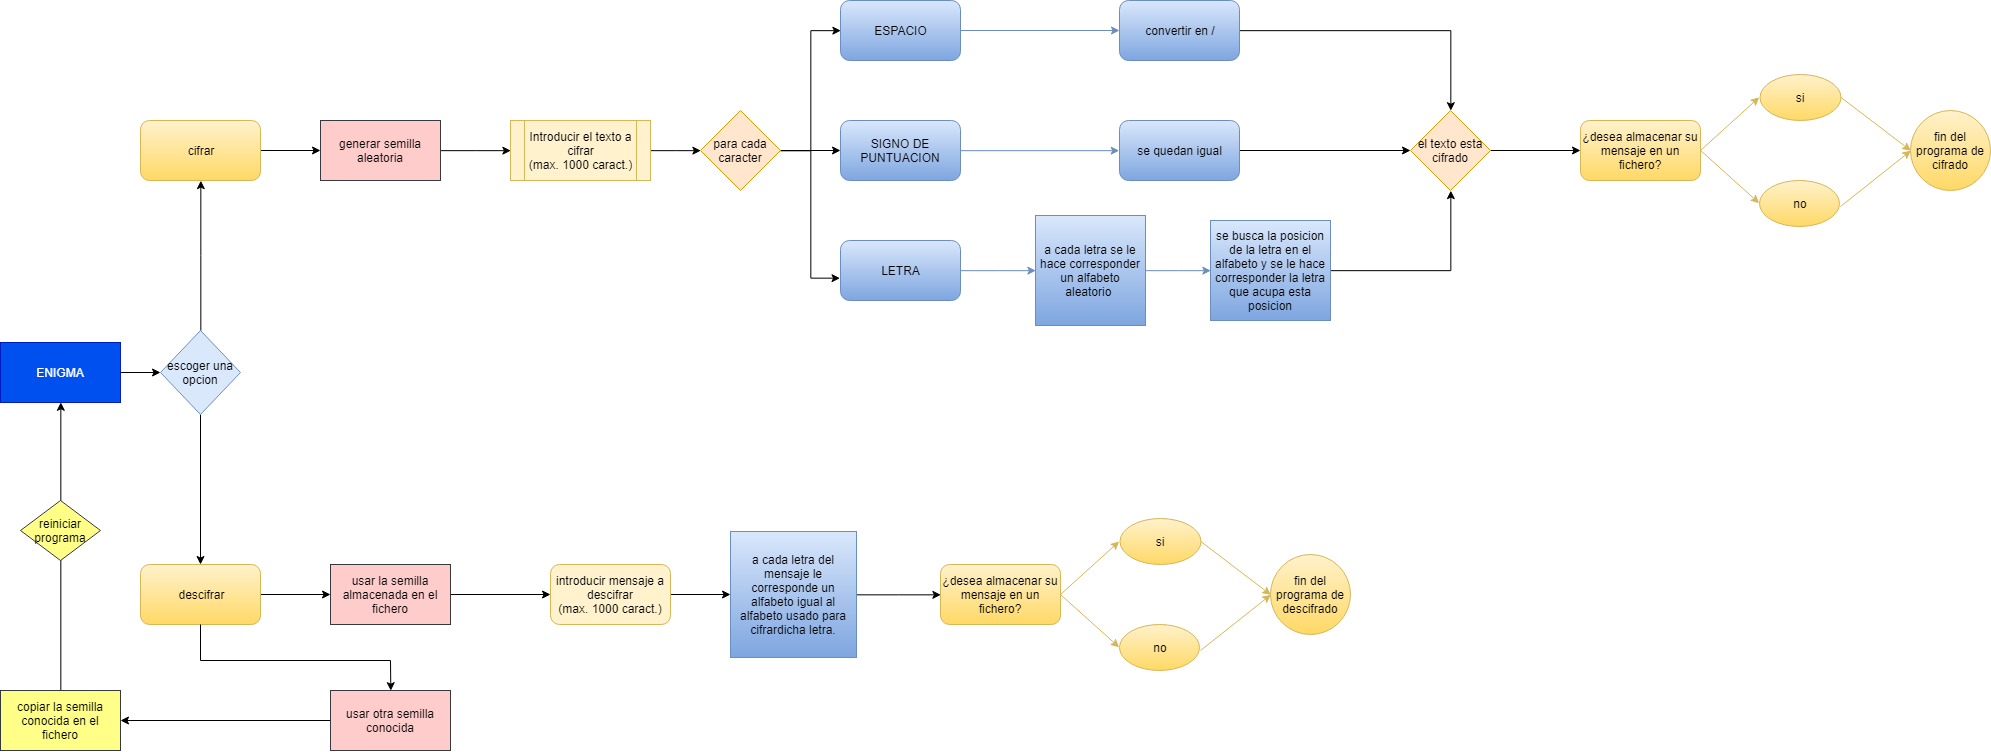 ESPACIO
convertir en /
si
cifrar
generar semilla
aleatoria
Introducir el texto a
cifrar
(max. 1000 caract.)
para cada
caracter
SIGNO DE
PUNTUACION
se quedan igual
el texto esta
cifrado
¿desea almacenar su
mensaje en un
fichero?
fin del
programa de
cifrado
no
LETRA
a cada letra se le
hace corresponder
un alfabeto
aleatorio
se busca la posicion
de la letra en el
alfabeto y se le hace
corresponder la letra
que acupa esta
posicion
ENIGMA
escoger una
opcion
reiniciar
programa
descifrar
usar la semilla
almacenada en el
fichero
introducir mensaje a
descifrar
(max. 1000 caract.)
a cada letra del
mensaje le
corresponde un
alfabeto igual al
alfabeto usado para
cifrardicha letra.
¿desea almacenar su
mensaje en un
fichero?
si
no
fin del
programa de
descifrado
copiar la semilla
conocida en el
fichero
usar otra semilla
conocida